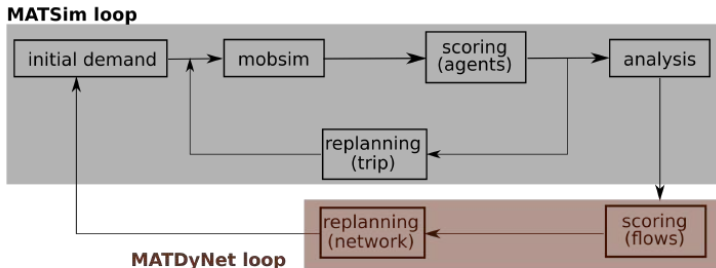 MATSim loop
initial demand
mobsim
scoring
(agents)
analysis
replanning
(trip)
replanning
(network)
scoring
(flows)
MATDyNet loop